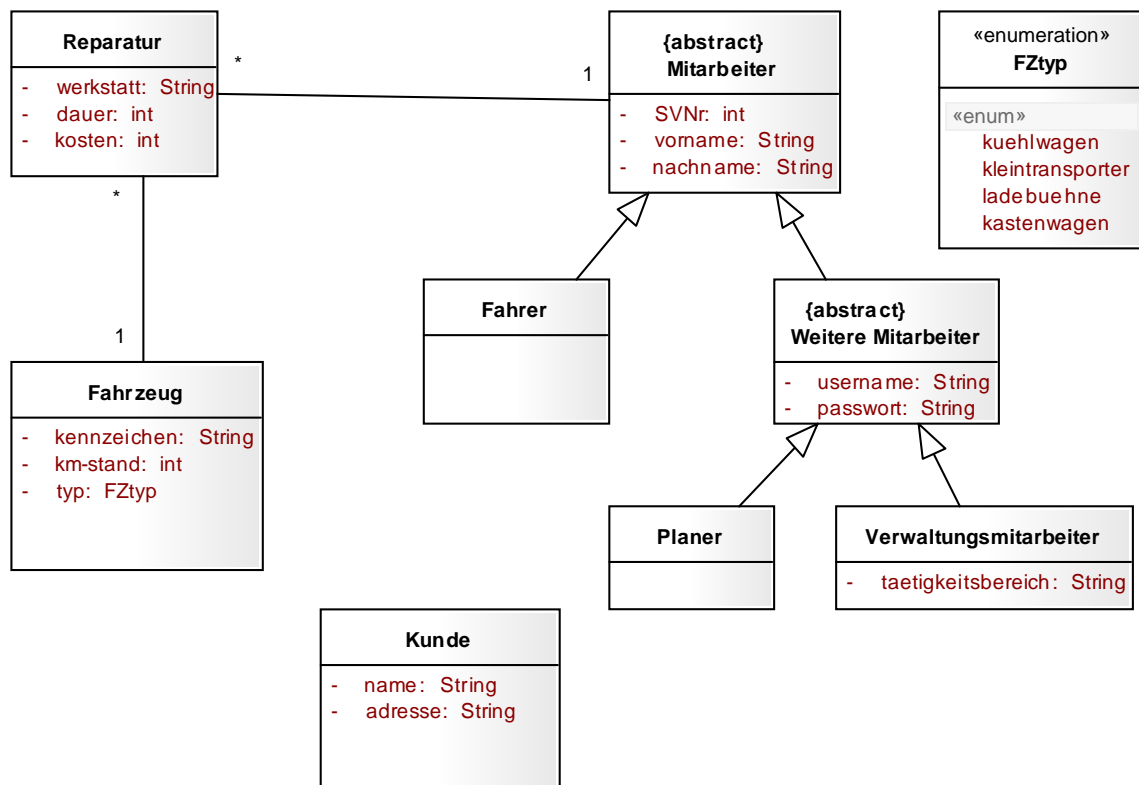 Reparatur
- werkstatt: String
- dauer: int
- kosten: int
*
1
{abstract}
Mitarbeiter
- SVNr: int
- vorname: String
- nachname: String
«enumeration»
FZtyp
«enum»
kuehlwagen
kleintransporter
ladebuehne
kastenwagen
*
1
Fahrer
{abstract}
Weitere Mitarbeiter
- username: String
- passwort: String
Fahrzeug
- kennzeichen: String
- km-stand: int
- typ: FZtyp
Planer
Verwaltungsmitarbeiter
- taetigkeitsbereich: String
Kunde
- name: String
- adresse: String